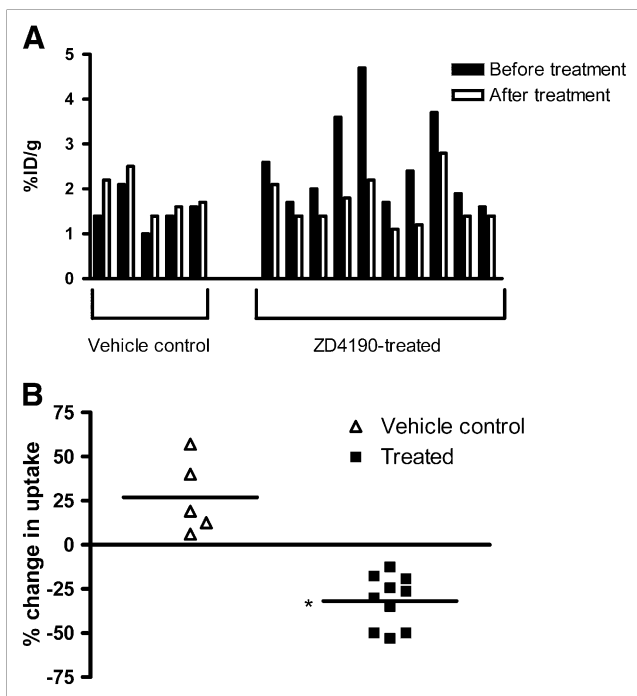 A
5
4
3
2
1
0
%ID/g
Before treatment
After treatment
Vehicle control
ZD4190-treated
B
75
50
25
0
-25
-50
-75
% change in uptake
Vehicle control
Treated
*